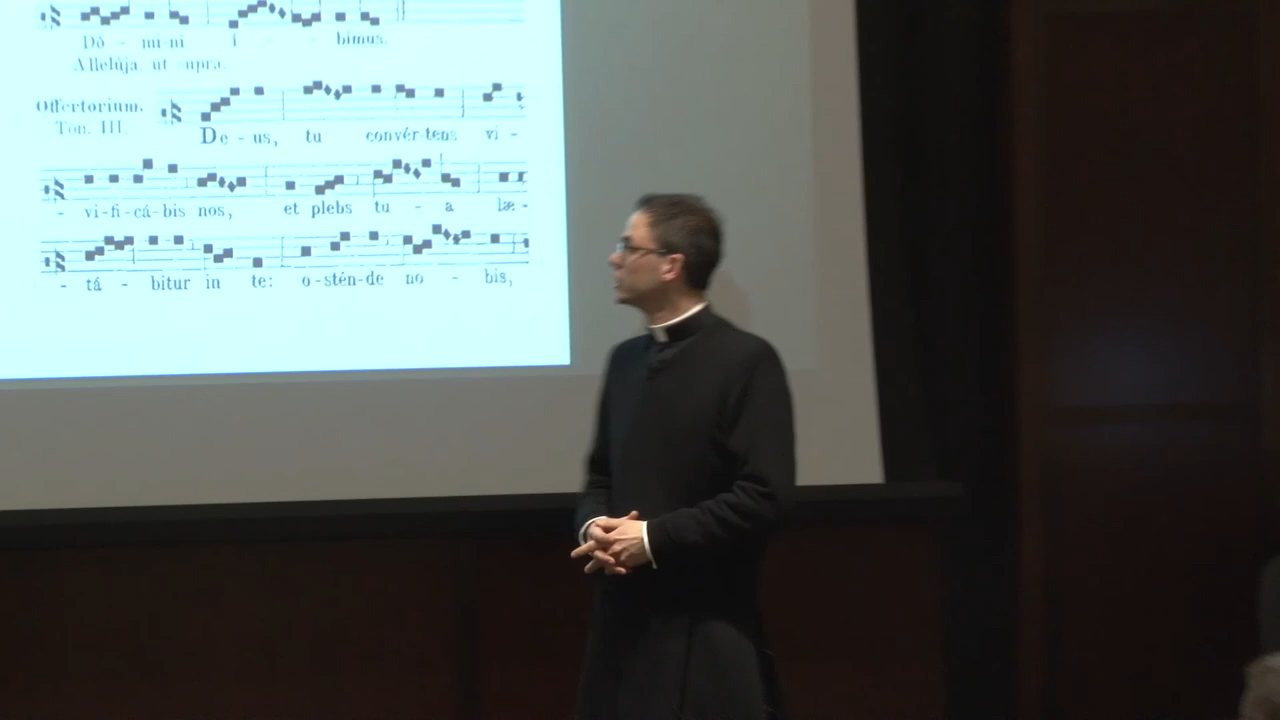 Dó - mi-ni í - - bimus.
Allelúja, ut supra.
Offertorium. Ton. III.
De - us, tu convér-tens vi -
- vi-fi-cá-bis nos, et plebs tu - a læ -
- tá - bitur in te: o-stén-de no - bis,